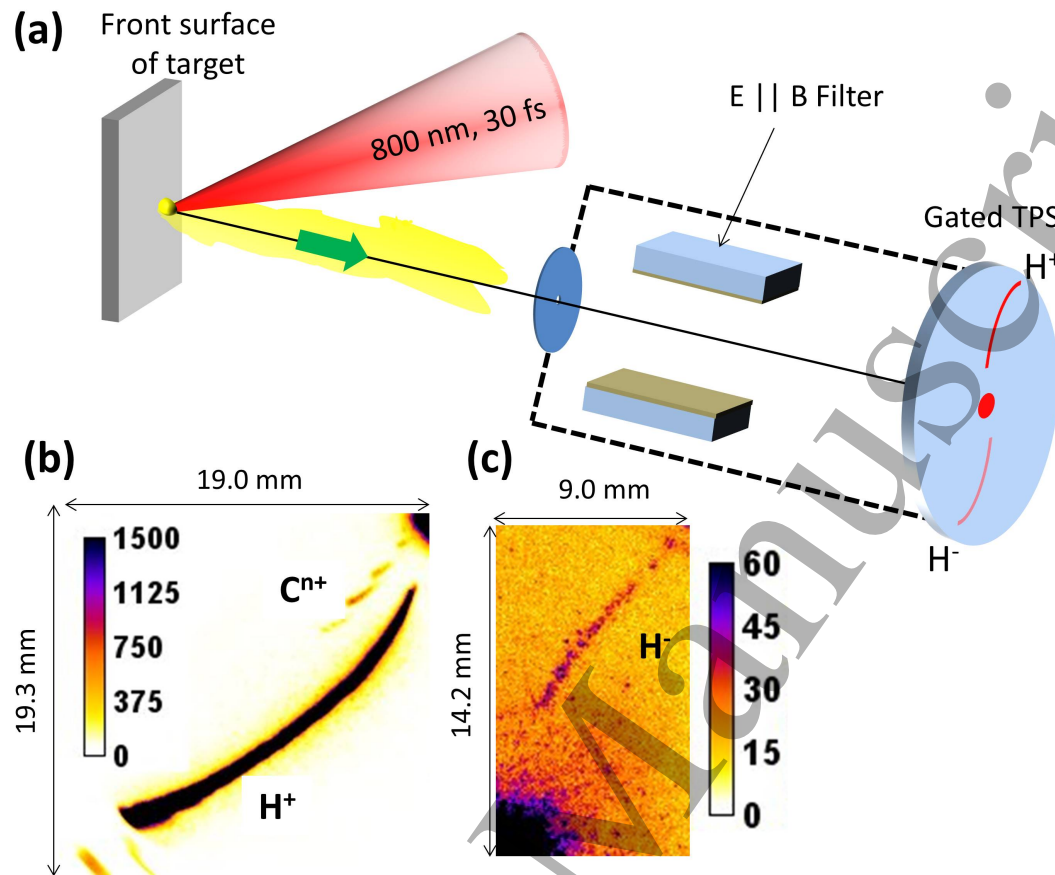 (a)
Front surface
of target
800 nm, 30 fs
E || B Filter
Gated TPS
H⁺
H⁻
(b)
19.0 mm
19.3 mm
1500
1125
750
375
0
Cⁿ⁺
H⁺
(c)
9.0 mm
14.2 mm
H⁻
60
45
30
15
0
Manuscri